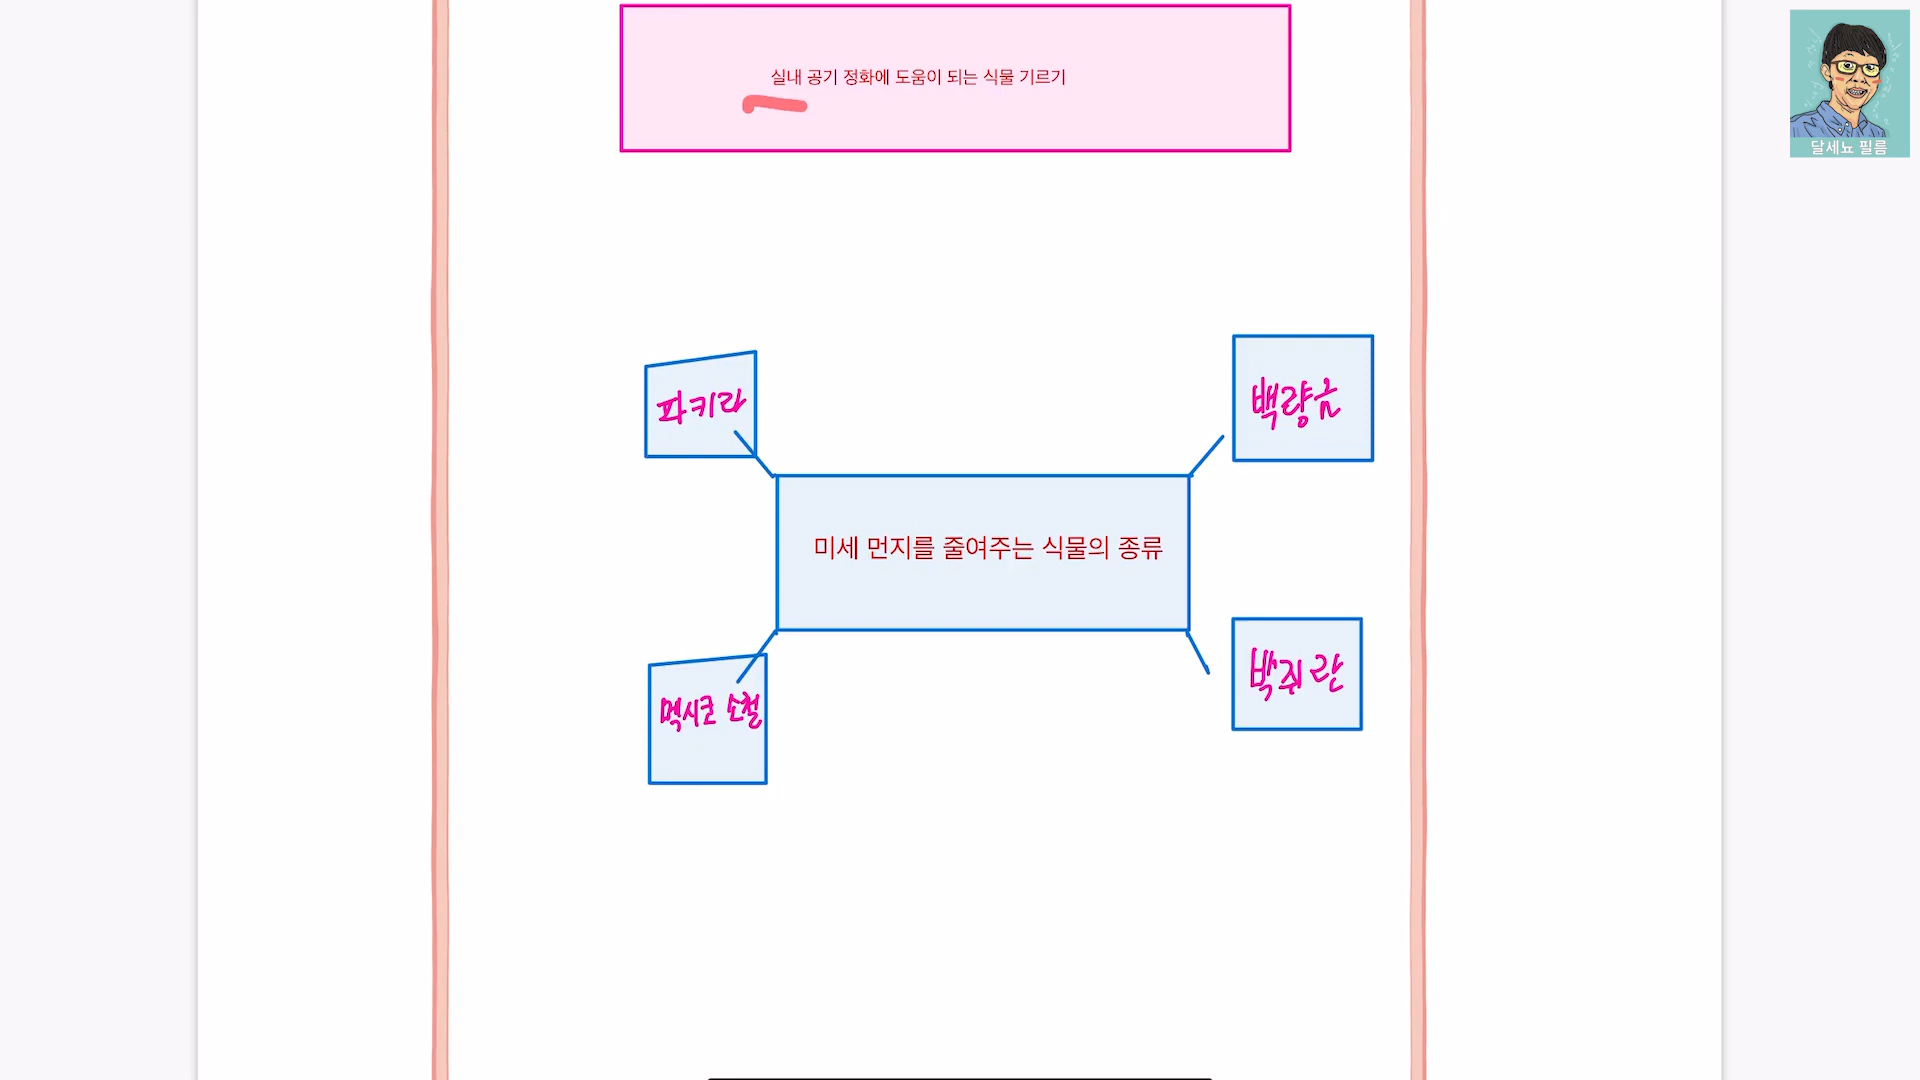 실내 공기 정화에 도움이 되는 식물 기르기
달세뇨 필름
파키라
백량금
미세 먼지를 줄여주는 식물의 종류
멕시코 소철
박쥐란